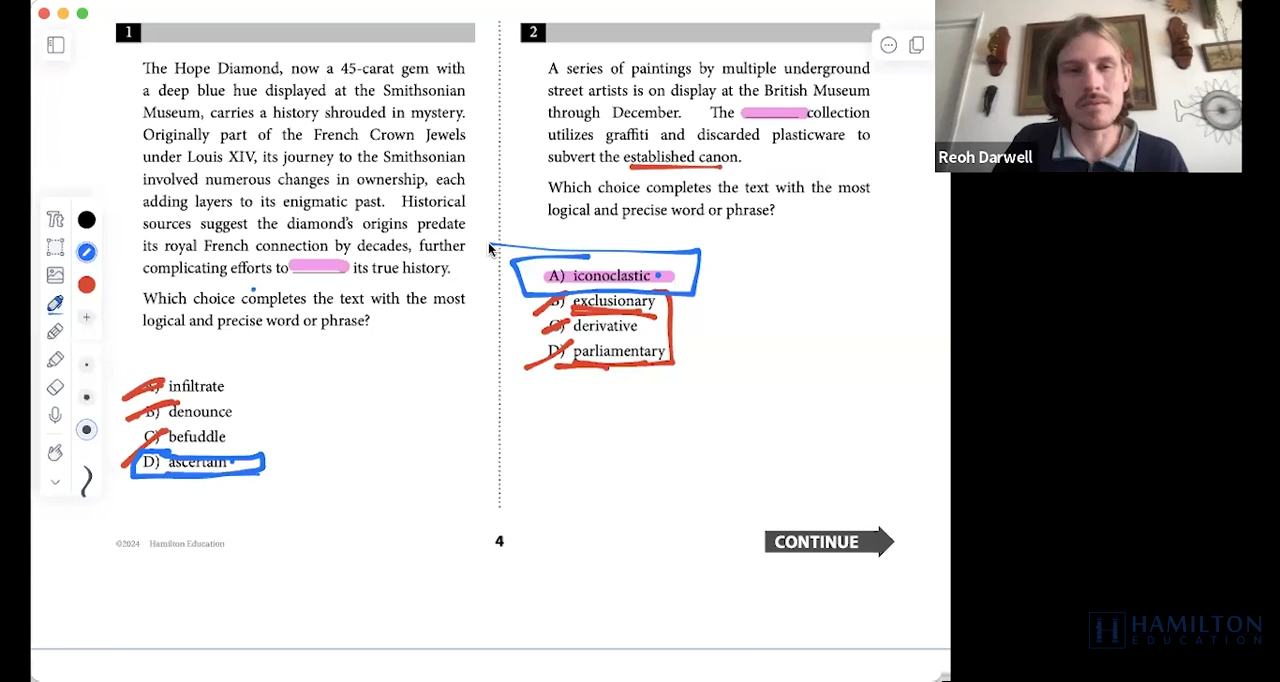 1
The Hope Diamond, now a 45-carat gem with
a deep blue hue displayed at the Smithsonian
Museum, carries a history shrouded in mystery.
Originally part of the French Crown Jewels
under Louis XIV, its journey to the Smithsonian
involved numerous changes in ownership, each
adding layers to its enigmatic past. Historical
sources suggest the diamond's origins predate
its royal French connection by decades, further
complicating efforts to ______ its true history.
Which choice completes the text with the most
logical and precise word or phrase?
A) infiltrate
B) denounce
C) befuddle
D) ascertain
2
A series of paintings by multiple underground
street artists is on display at the British Museum
through December. The ______ collection
utilizes graffiti and discarded plasticware to
subvert the established canon.
Which choice completes the text with the most
logical and precise word or phrase?
A) iconoclastic
B) exclusionary
C) derivative
D) parliamentary
©2024 Hamilton Education
4
CONTINUE
Tt
Reoh Darwell
HAMILTON
EDUCATION